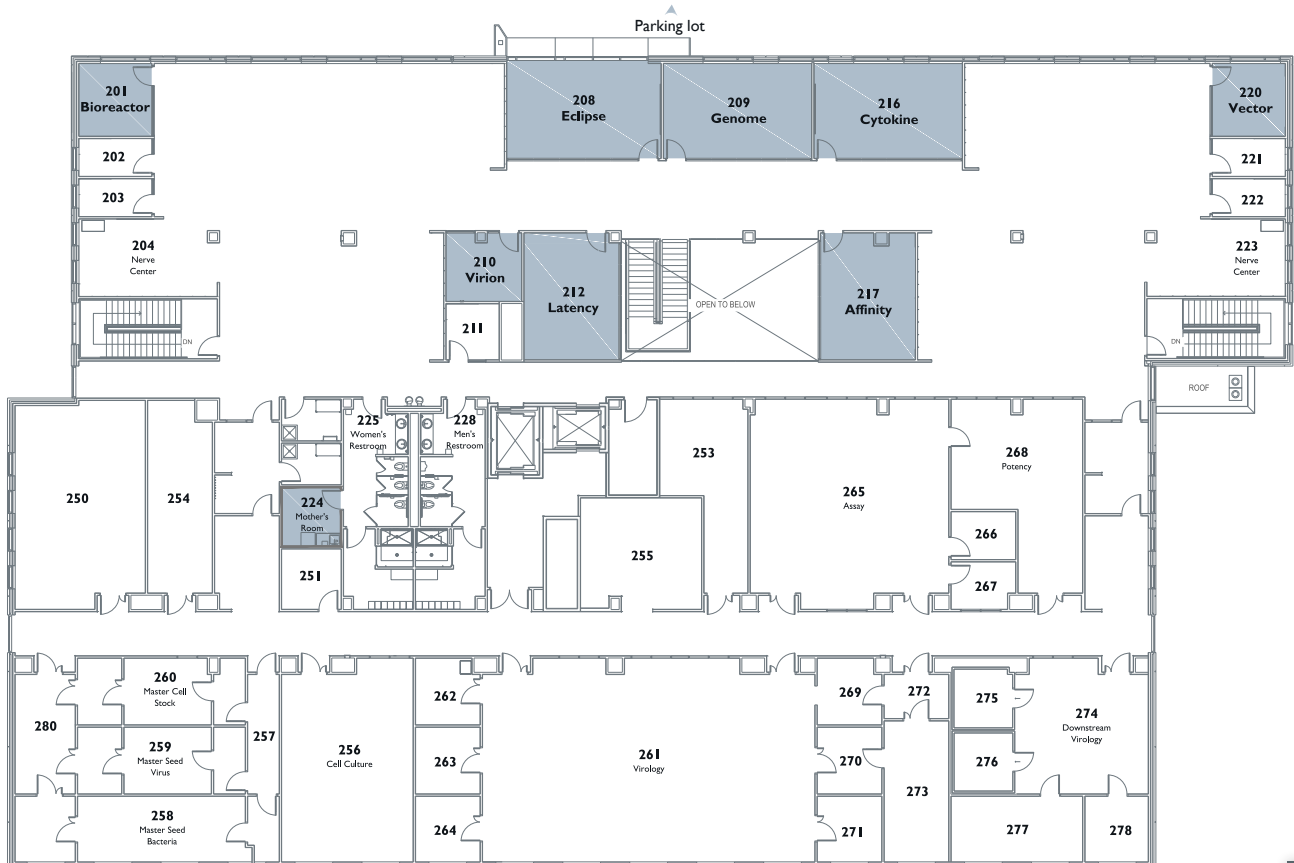 Parking lot
201
Bioreactor
208
Eclipse
209
Genome
216
Cytokine
220
Vector
202
221
203
222
204
Nerve
Center
210
Virion
212
Latency
211
OPEN TO BELOW
217
Affinity
223
Nerve
Center
DN
DN
ROOF
225
Women's
Restroom
228
Men's
Restroom
250
254
224
Mother's
Room
251
253
255
265
Assay
268
Potency
266
267
260
Master Cell
Stock
280
259
Master Seed
Virus
257
258
Master Seed
Bacteria
256
Cell Culture
262
263
264
261
Virology
269
270
271
272
273
275
276
274
Downstream
Virology
277
278